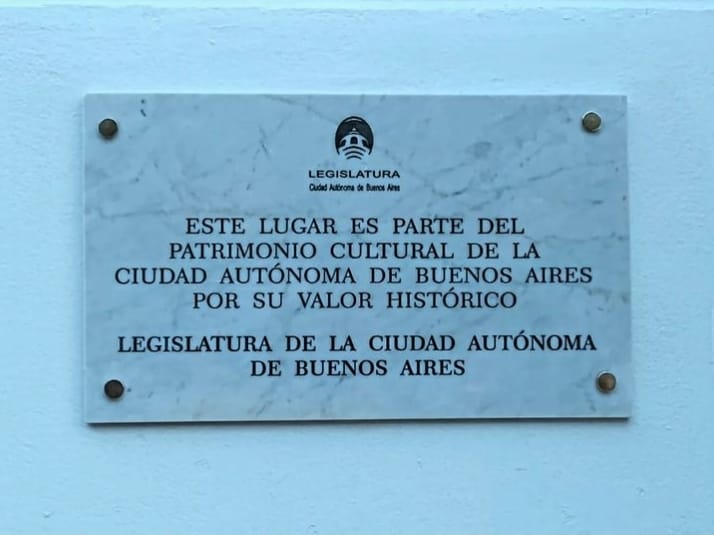 LEGISLATURA
Ciudad Autónoma de Buenos Aires
ESTE LUGAR ES PARTE DEL
PATRIMONIO CULTURAL DE LA
CIUDAD AUTÓNOMA DE BUENOS AIRES
POR SU VALOR HISTÓRICO
LEGISLATURA DE LA CIUDAD AUTÓNOMA
DE BUENOS AIRES